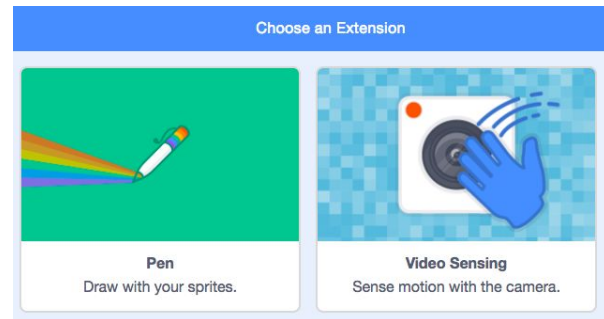 Choose an Extension
Pen
Draw with your sprites.
Video Sensing
Sense motion with the camera.